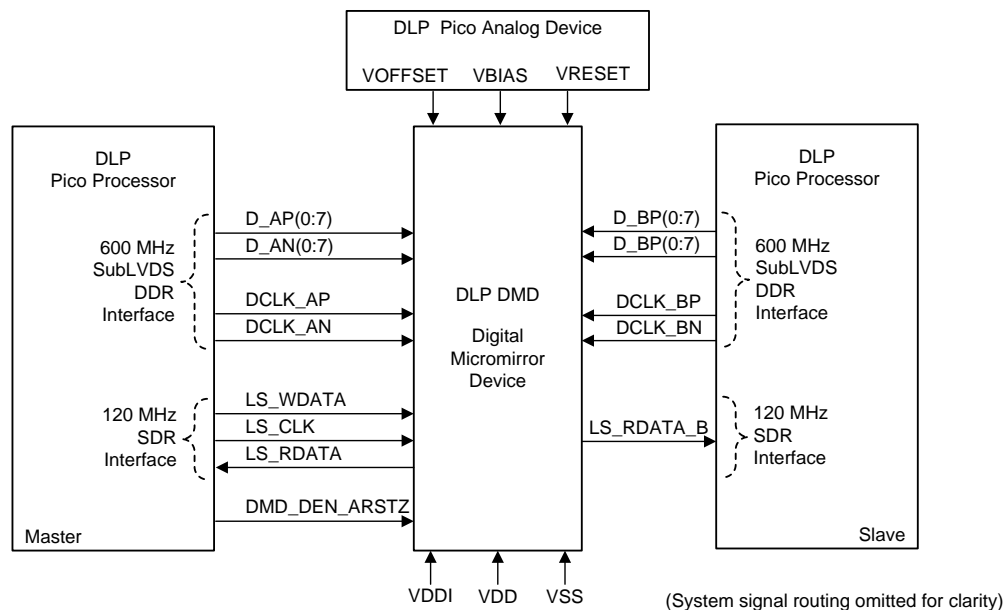 DLP Pico Analog Device
VOFFSET VBIAS VRESET
DLP
Pico Processor
600 MHz
SubLVDS
DDR
Interface
120 MHz
SDR
Interface
Master
D_AP(0:7)
D_AN(0:7)
DCLK_AP
DCLK_AN
LS_WDATA
LS_CLK
LS_RDATA
DMD_DEN_ARSTZ
DLP DMD
Digital
Micromirror
Device
D_BP(0:7)
D_BP(0:7)
DCLK_BP
DCLK_BN
LS_RDATA_B
DLP
Pico Processor
600 MHz
SubLVDS
DDR
Interface
120 MHz
SDR
Interface
Slave
VDDI VDD VSS
(System signal routing omitted for clarity)